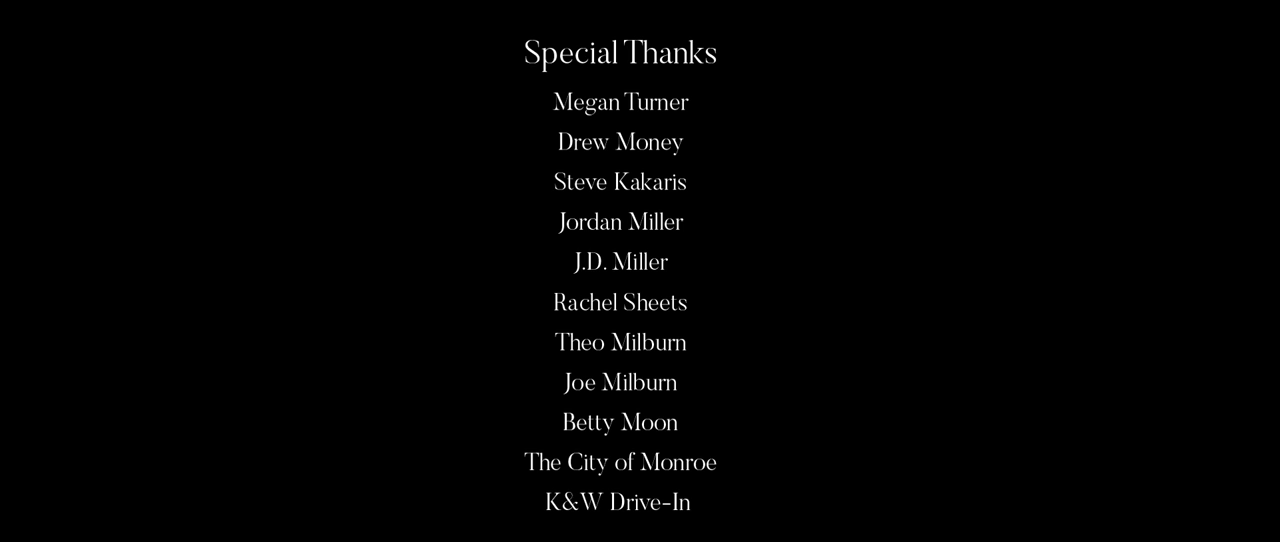 Special Thanks
Megan Turner
Drew Money
Steve Kakaris
Jordan Miller
J.D. Miller
Rachel Sheets
Theo Milburn
Joe Milburn
Betty Moon
The City of Monroe
K&W Drive-In